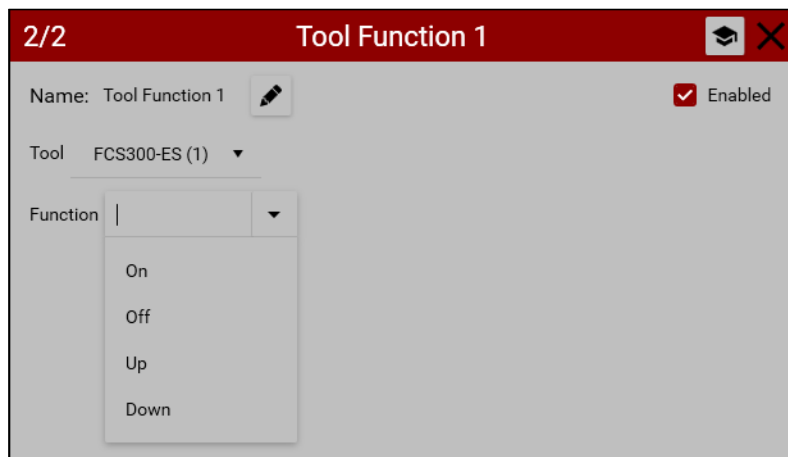 2/2 Tool Function 1
Name: Tool Function 1 Enabled
Tool FCS300-ES (1)
Function
On
Off
Up
Down